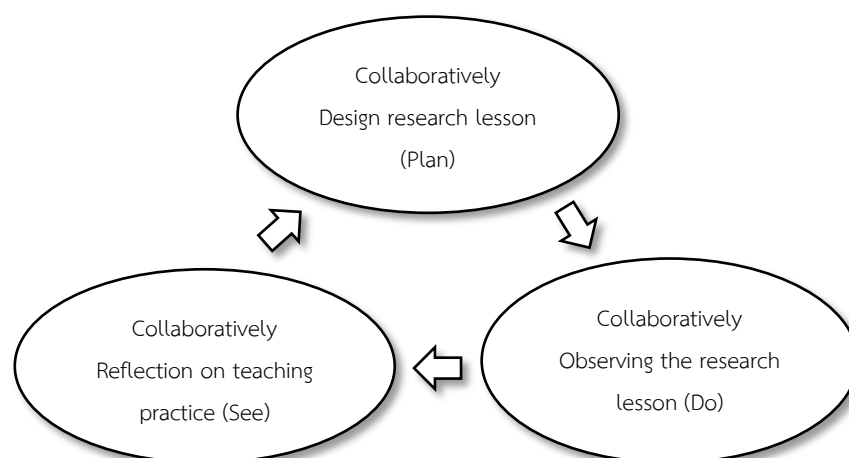 Collaboratively
Design research lesson
(Plan)
Collaboratively
Observing the research
lesson (Do)
Collaboratively
Reflection on teaching
practice (See)